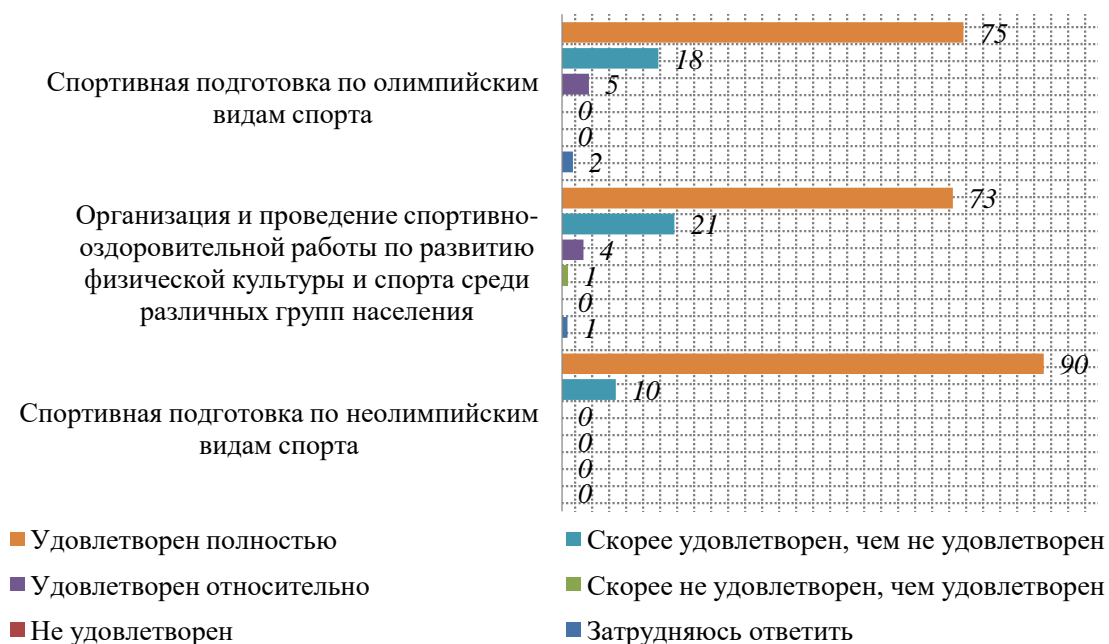 75
18
5
0
0
2
Спортивная подготовка по олимпийским
видам спорта
73
21
4
1
0
1
Организация и проведение спортивно-
оздоровительной работы по развитию
физической культуры и спорта среди
различных групп населения
90
10
0
0
0
0
Спортивная подготовка по неолимпийским
видам спорта
Удовлетворен полностью
Скорее удовлетворен, чем не удовлетворен
Удовлетворен относительно
Скорее не удовлетворен, чем удовлетворен
Не удовлетворен
Затрудняюсь ответить